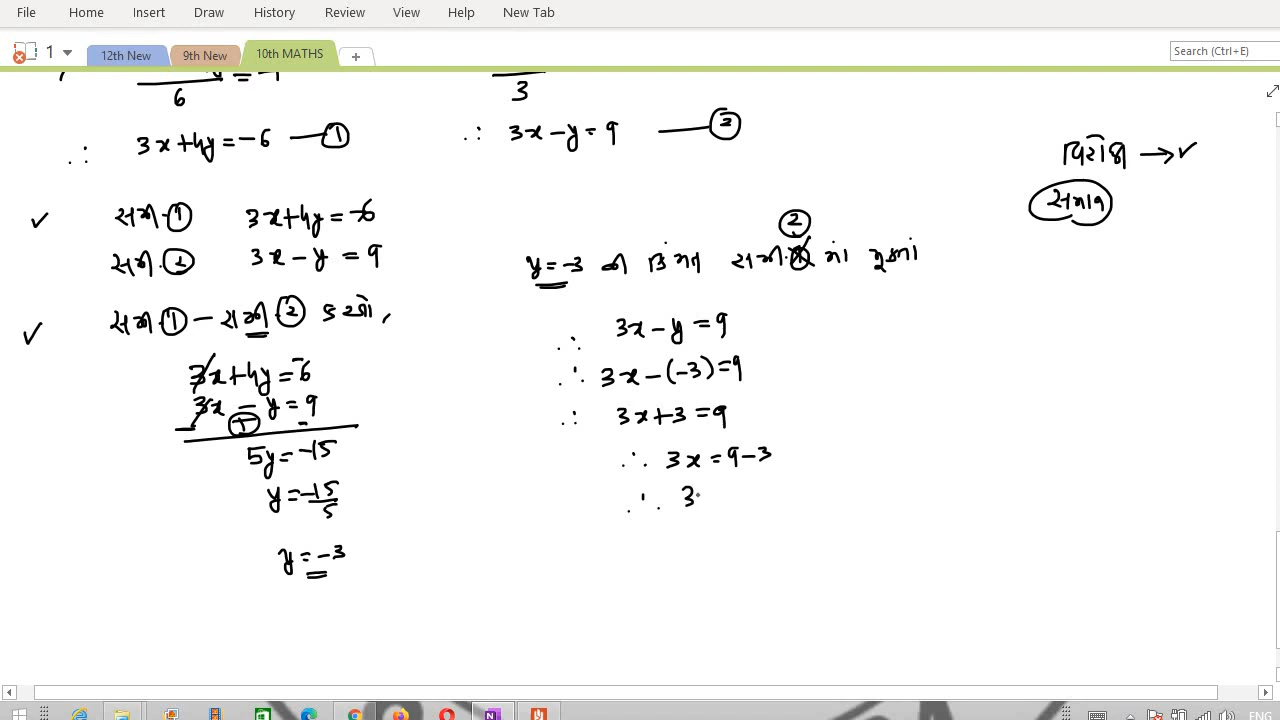 File Home Insert Draw History Review View Help New Tab
1 12th New 9th New 10th MATHS + Search (Ctrl+E)
6
3
∴ 3x+4y=-6 —①
∴ 3x-y=9 —②
વિરોધી → ✓
સમાન
✓ સમી ① 3x+4y=-6
સમી. ② 3x-y=9
✓ સમી ① - સમી ② કરતાં,
3x+4y=-6
3x - y = 9
- + -
5y=-15
y=-15/5
y=-3
②
y=-3 ની કિંમત સમી. માં મૂકતાં
∴ 3x-y=9
∴ 3x-(-3)=9
∴ 3x+3=9
∴ 3x=9-3
∴ 3
ENG